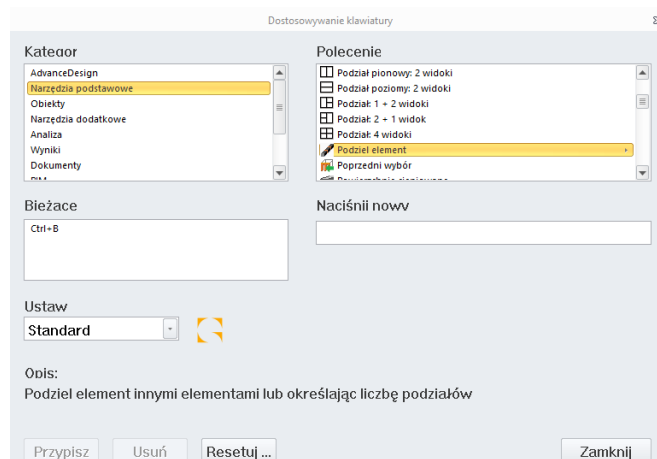 Dostosowywanie klawiatury
Kategor
Polecenie
AdvanceDesign
Narzędzia podstawowe
Obiekty
Narzędzia dodatkowe
Analiza
Wyniki
Dokumenty
Podział pionowy: 2 widoki
Podział poziomy: 2 widoki
Podział: 1 + 2 widoki
Podział: 2 + 1 widok
Podział: 4 widoki
Podziel element
Poprzedni wybór
Bieżace
Naciśnii nowy
Ctrl+B
Ustaw
Standard
Opis:
Podziel element innymi elementami lub określając liczbę podziałów
Przypisz
Usuń
Resetuj ...
Zamknij